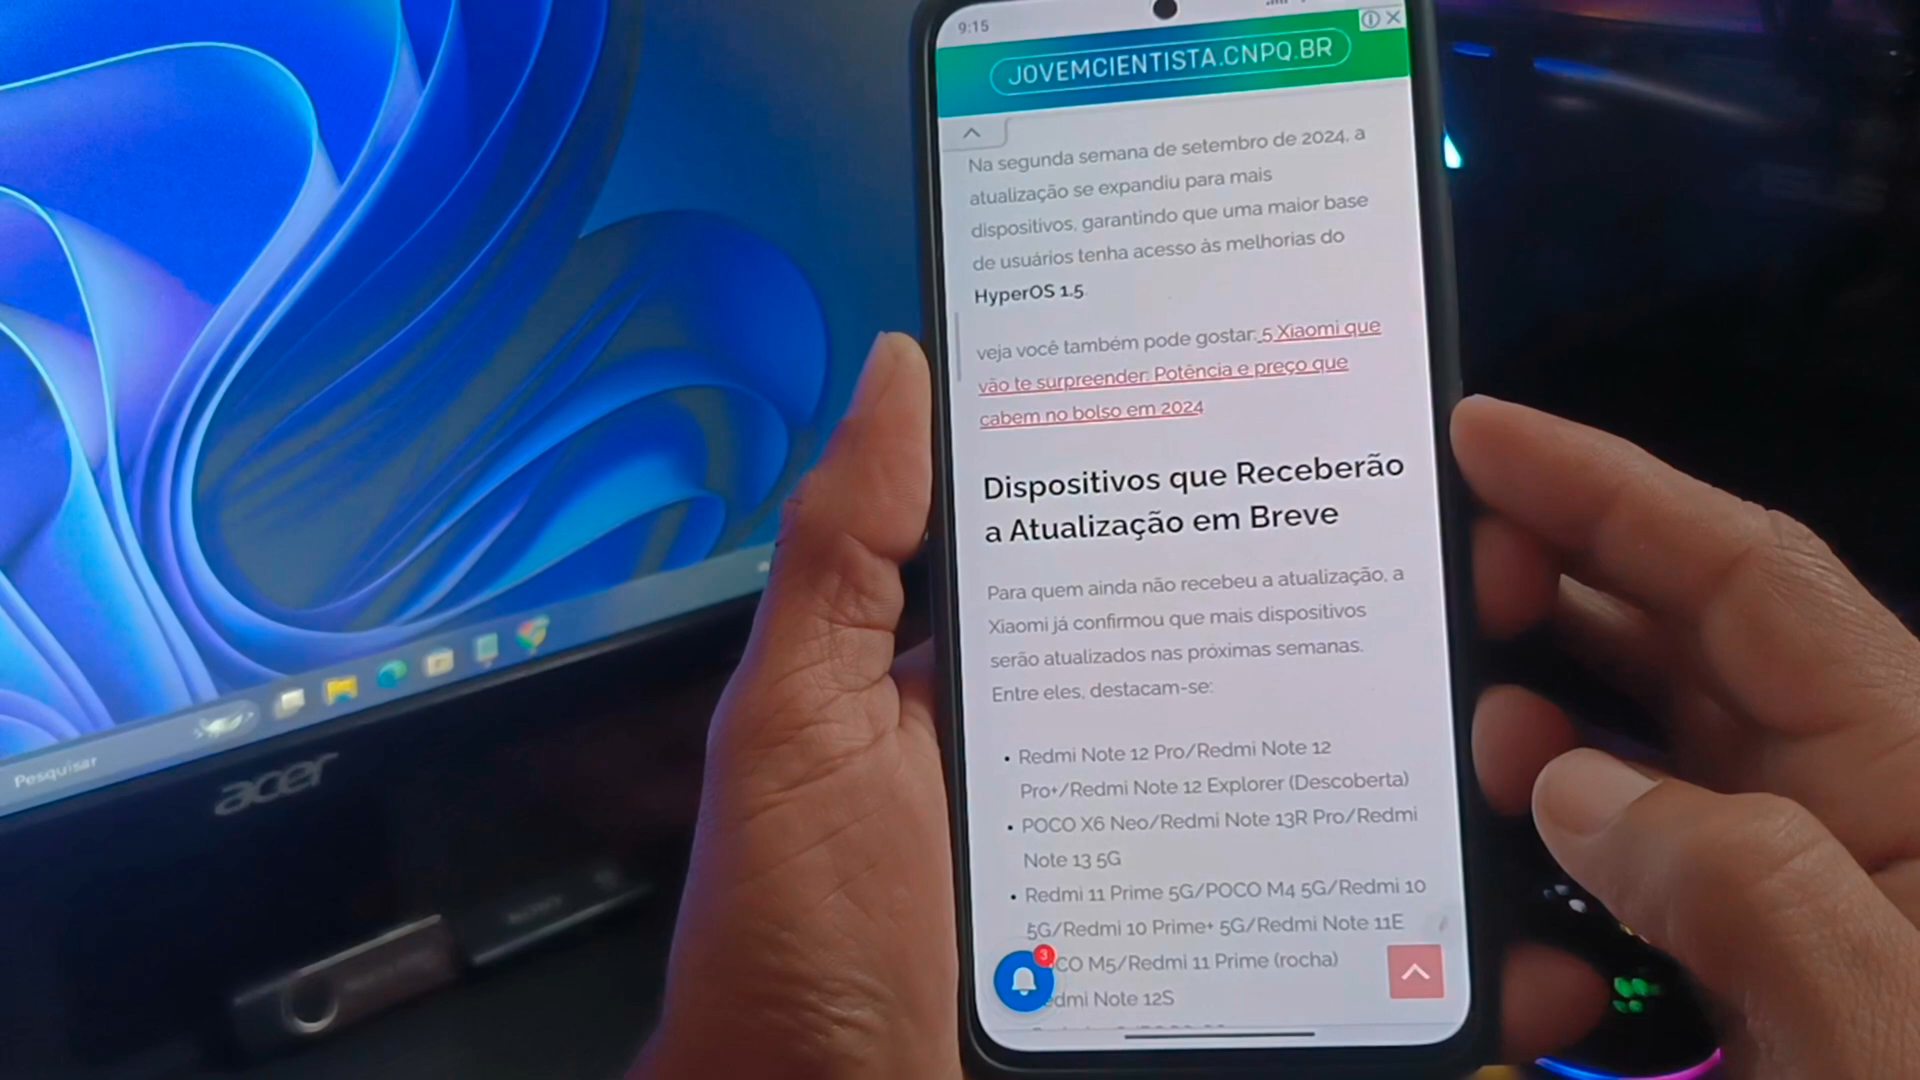 9:15
JOVEMCIENTISTA.CNPQ.BR
Na segunda semana de setembro de 2024, a
atualização se expandiu para mais
dispositivos, garantindo que uma maior base
de usuários tenha acesso às melhorias do
HyperOS 1.5.
veja você também pode gostar: 5 Xiaomi que
vão te surpreender: Potência e preço que
cabem no bolso em 2024
Dispositivos que Receberão
a Atualização em Breve
Para quem ainda não recebeu a atualização, a
Xiaomi já confirmou que mais dispositivos
serão atualizados nas próximas semanas.
Entre eles, destacam-se:
• Redmi Note 12 Pro/Redmi Note 12
Pro+/Redmi Note 12 Explorer (Descoberta)
• POCO X6 Neo/Redmi Note 13R Pro/Redmi
Note 13 5G
• Redmi 11 Prime 5G/POCO M4 5G/Redmi 10
5G/Redmi 10 Prime+ 5G/Redmi Note 11E
CO M5/Redmi 11 Prime (rocha)
edmi Note 12S
3
Pesquisar
acer